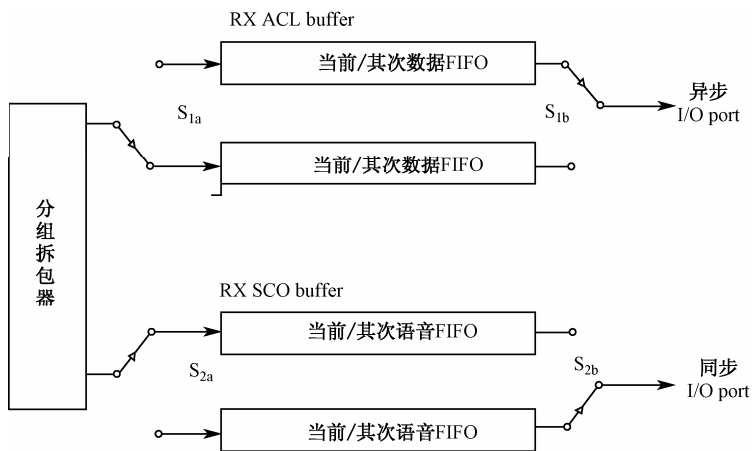 RX ACL buffer
当前/其次数据FIFO
S1a
S1b
异步
I/O port
当前/其次数据FIFO
分组拆包器
RX SCO buffer
当前/其次语音FIFO
S2a
S2b
同步
I/O port
当前/其次语音FIFO